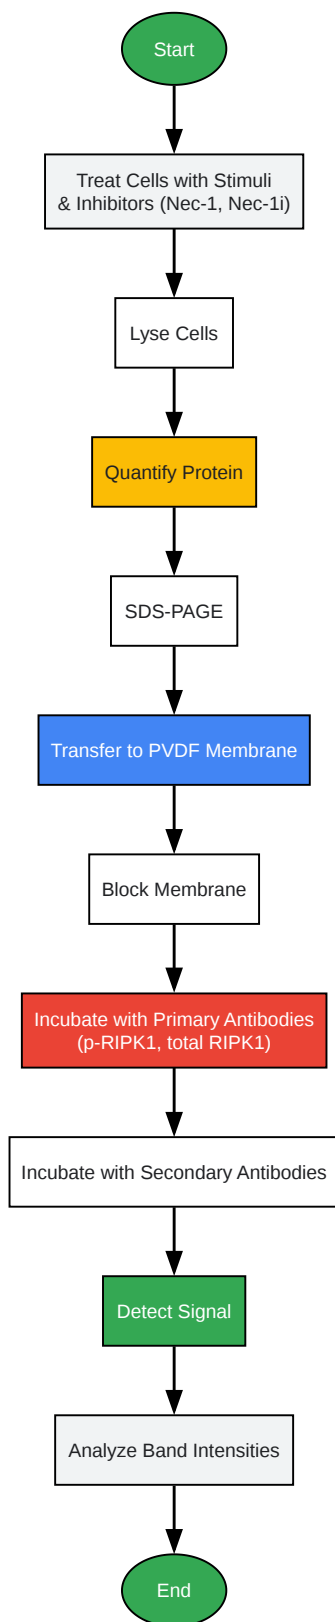 Start
Treat Cells with Stimuli
& Inhibitors (Nec-1, Nec-1i)
Lyse Cells
Quantify Protein
SDS-PAGE
Transfer to PVDF Membrane
Block Membrane
Incubate with Primary Antibodies
(p-RIPK1, total RIPK1)
Incubate with Secondary Antibodies
Detect Signal
Analyze Band Intensities
End